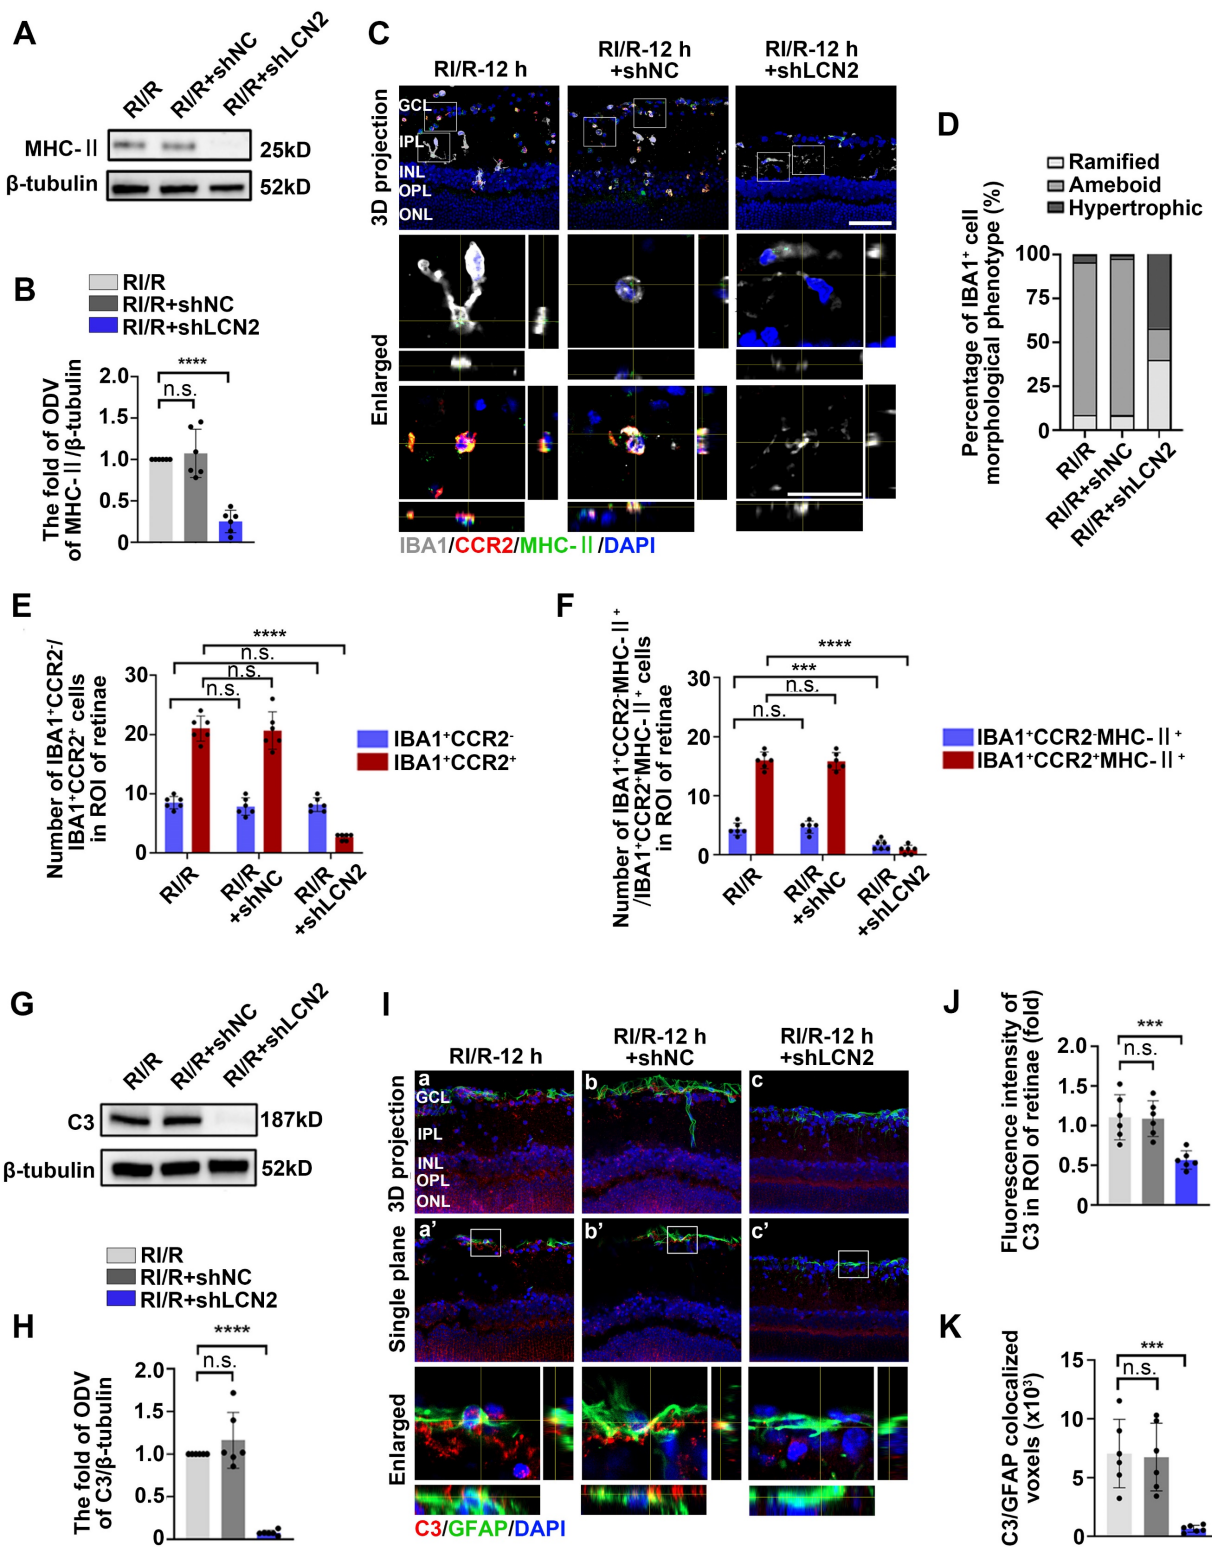 A
RI/R
RI/R+shNC
RI/R+shLCN2
MHC-Ⅱ
25kD
β-tubulin
52kD
B
RI/R
RI/R+shNC
RI/R+shLCN2
The fold of ODV
of MHC-Ⅱ/β-tubulin
2.0
1.5
1.0
0.5
0
n.s.
****
C
RI/R-12 h
RI/R-12 h
+shNC
RI/R-12 h
+shLCN2
3D projection
GCL
IPL
INL
OPL
ONL
Enlarged
IBA1/CCR2/MHC-Ⅱ/DAPI
D
Ramified
Ameboid
Hypertrophic
Percentage of IBA1⁺ cell
morphological phenotype (%)
100
75
50
25
0
RI/R
RI/R+shNC
RI/R+shLCN2
E
Number of IBA1⁺CCR2⁻/
IBA1⁺CCR2⁺ cells
in ROI of retinae
30
20
10
0
****
n.s.
n.s.
n.s.
RI/R
RI/R
+shNC
RI/R
+shLCN2
IBA1⁺CCR2⁻
IBA1⁺CCR2⁺
F
Number of IBA1⁺CCR2⁻MHC-Ⅱ⁺
/IBA1⁺CCR2⁺MHC-Ⅱ⁺ cells
in ROI of retinae
30
20
10
0
****
***
n.s.
n.s.
RI/R
RI/R
+shNC
RI/R
+shLCN2
IBA1⁺CCR2⁻MHC-Ⅱ⁺
IBA1⁺CCR2⁺MHC-Ⅱ⁺
G
RI/R
RI/R+shNC
RI/R+shLCN2
C3
187kD
β-tubulin
52kD
RI/R
RI/R+shNC
RI/R+shLCN2
H
The fold of ODV
of C3/β-tubulin
2.0
1.5
1.0
0.5
0
****
n.s.
I
RI/R-12 h
RI/R-12 h
+shNC
RI/R-12 h
+shLCN2
3D projection
a
b
c
GCL
IPL
INL
OPL
ONL
Single plane
a’
b’
c’
Enlarged
C3/GFAP/DAPI
J
Fluorescence intensity of
C3 in ROI of retinae (fold)
2.0
1.5
1.0
0.5
0
***
n.s.
K
C3/GFAP colocalized
voxels (x10³)
15
10
5
0
***
n.s.